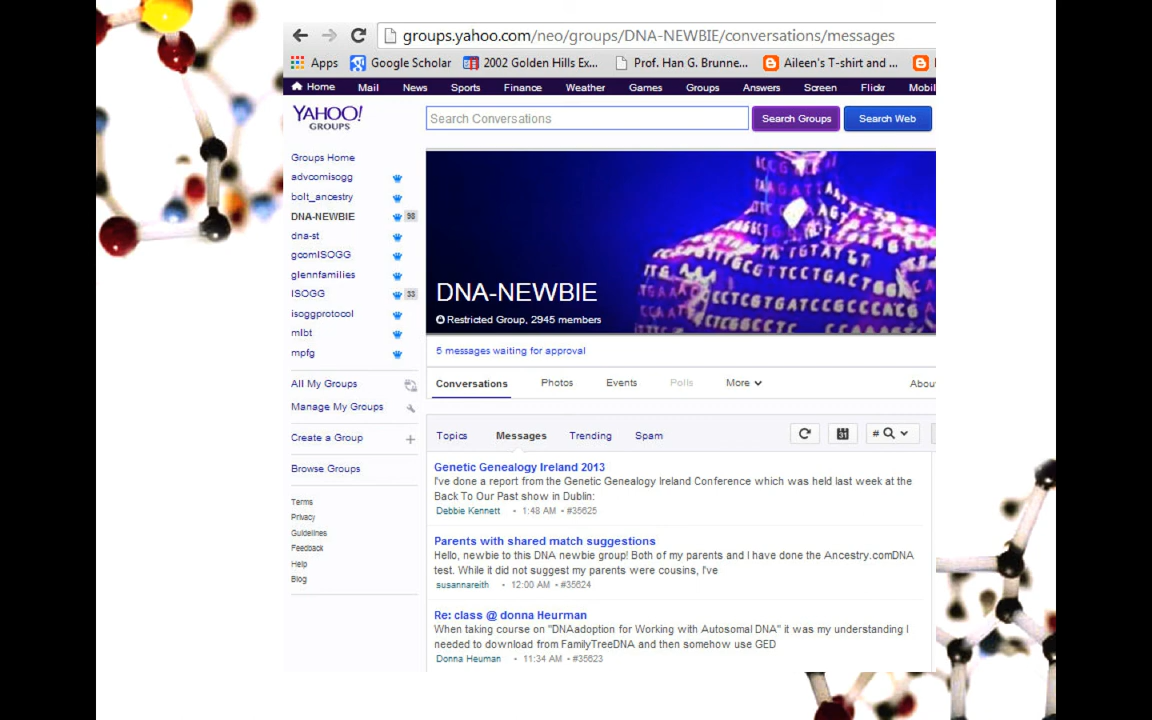 groups.yahoo.com/neo/groups/DNA-NEWBIE/conversations/messages
Apps Google Scholar 2002 Golden Hills Ex... Prof. Han G. Brunne... Aileen's T-shirt and ...
Home Mail News Sports Finance Weather Games Groups Answers Screen Flickr Mobil
YAHOO!
GROUPS
Search Conversations Search Groups Search Web
Groups Home
advcomisogg
bolt_ancestry
DNA-NEWBIE 98
dna-st
gcomISOGG
glennfamilies
ISOGG 33
isoggprotocol
mlbt
mpfg
All My Groups
Manage My Groups
Create a Group
Browse Groups
Terms
Privacy
Guidelines
Feedback
Help
Blog
DNA-NEWBIE
Restricted Group, 2945 members
5 messages waiting for approval
Conversations Photos Events Polls More Abou
Topics Messages Trending Spam 31 #
Genetic Genealogy Ireland 2013
I've done a report from the Genetic Genealogy Ireland Conference which was held last week at the
Back To Our Past show in Dublin:
Debbie Kennett • 1:48 AM • #35625
Parents with shared match suggestions
Hello, newbie to this DNA newbie group! Both of my parents and I have done the Ancestry.comDNA
test. While it did not suggest my parents were cousins, I've
susannareith • 12:00 AM • #35624
Re: class @ donna Heurman
When taking course on "DNAadoption for Working with Autosomal DNA" it was my understanding I
needed to download from FamilyTreeDNA and then somehow use GED
Donna Heuman • 11:34 AM • #35623